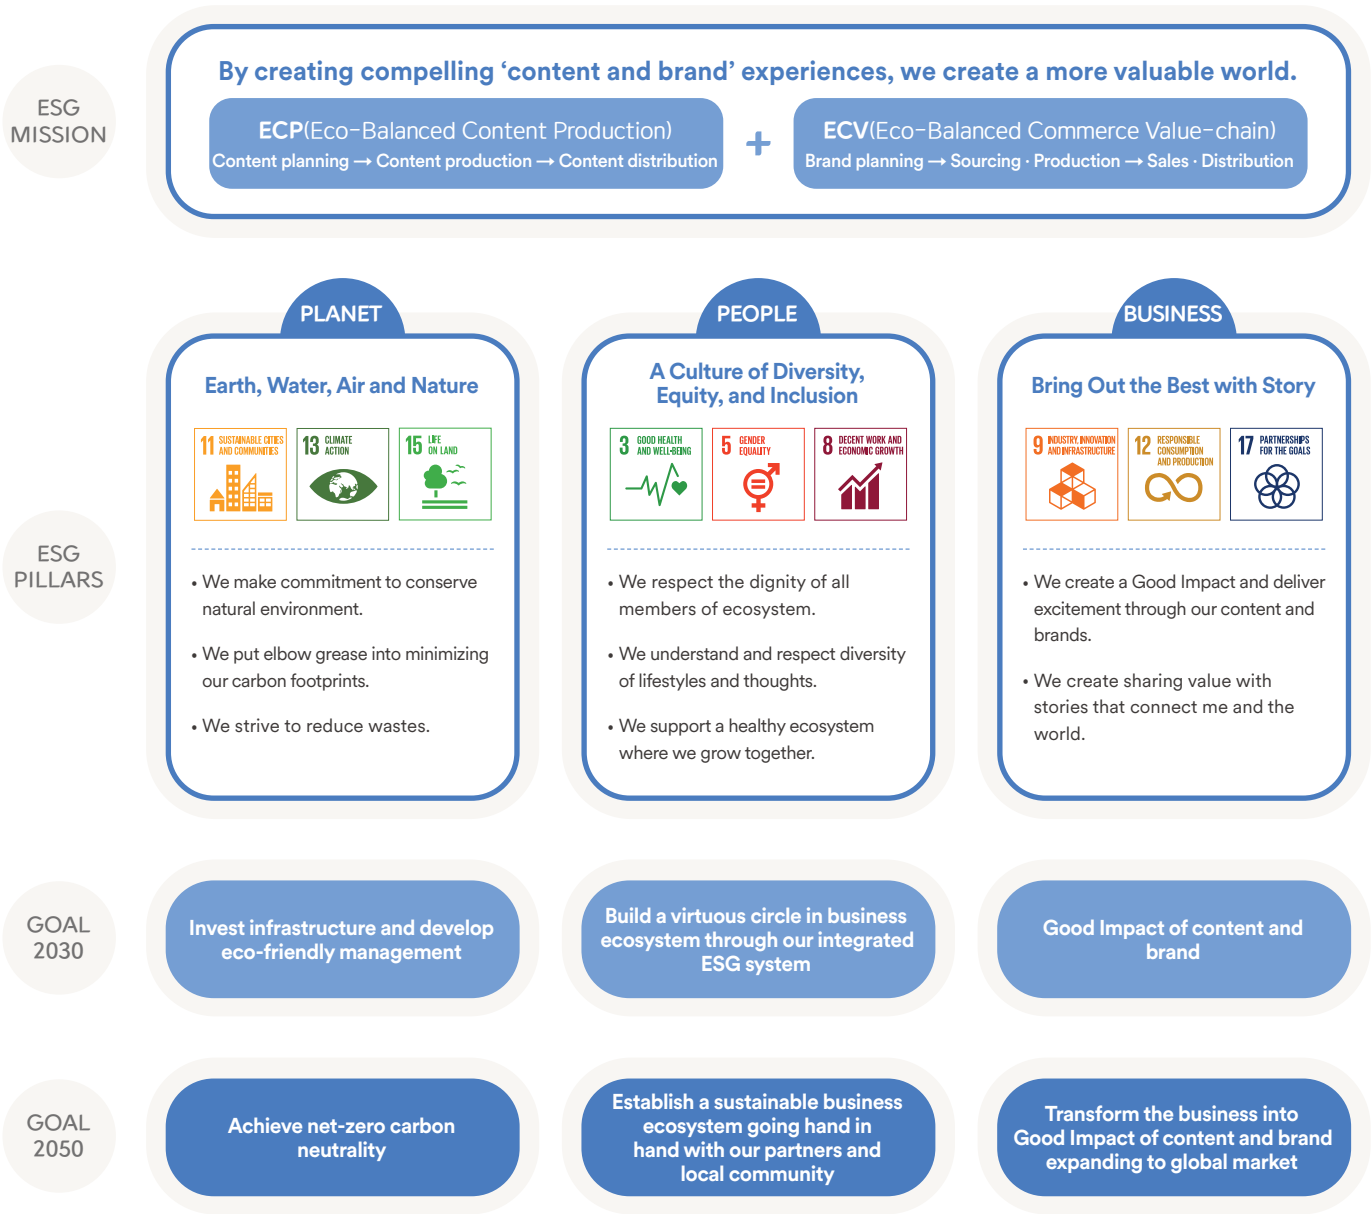 ESG
MISSION
By creating compelling ‘content and brand’ experiences, we create a more valuable world.
ECP(Eco-Balanced Content Production)
Content planning → Content production → Content distribution
+
ECV(Eco-Balanced Commerce Value-chain)
Brand planning → Sourcing · Production → Sales · Distribution
ESG
PILLARS
PLANET
Earth, Water, Air and Nature
11 SUSTAINABLE CITIES
AND COMMUNITIES
13 CLIMATE
ACTION
15 LIFE
ON LAND
• We make commitment to conserve
natural environment.
• We put elbow grease into minimizing
our carbon footprints.
• We strive to reduce wastes.
PEOPLE
A Culture of Diversity,
Equity, and Inclusion
3 GOOD HEALTH
AND WELL-BEING
5 GENDER
EQUALITY
8 DECENT WORK AND
ECONOMIC GROWTH
• We respect the dignity of all
members of ecosystem.
• We understand and respect diversity
of lifestyles and thoughts.
• We support a healthy ecosystem
where we grow together.
BUSINESS
Bring Out the Best with Story
9 INDUSTRY, INNOVATION
AND INFRASTRUCTURE
12 RESPONSIBLE
CONSUMPTION
AND PRODUCTION
17 PARTNERSHIPS
FOR THE GOALS
• We create a Good Impact and deliver
excitement through our content and
brands.
• We create sharing value with
stories that connect me and the
world.
GOAL
2030
Invest infrastructure and develop
eco-friendly management
Build a virtuous circle in business
ecosystem through our integrated
ESG system
Good Impact of content and
brand
GOAL
2050
Achieve net-zero carbon
neutrality
Establish a sustainable business
ecosystem going hand in
hand with our partners and
local community
Transform the business into
Good Impact of content and brand
expanding to global market